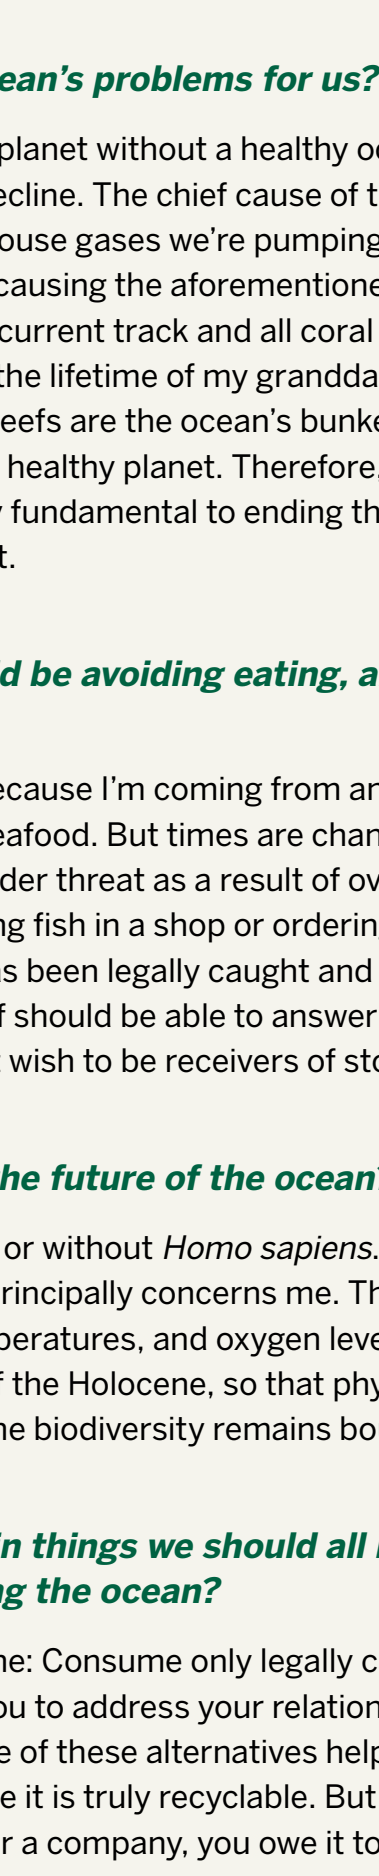 ean’s problems for us?
planet without a healthy oc
ecline. The chief cause of t
ouse gases we’re pumping
causing the aforementione
current track and all coral
the lifetime of my grandda
eefs are the ocean’s bunke
healthy planet. Therefore,
y fundamental to ending th
t.
d be avoiding eating, a
ecause I’m coming from an
eafood. But times are chan
der threat as a result of ov
ng fish in a shop or ordering
as been legally caught and
f should be able to answer
t wish to be receivers of sto
the future of the ocean?
or without Homo sapiens.
rincipally concerns me. Th
peratures, and oxygen leve
f the Holocene, so that phy
ne biodiversity remains bo
in things we should all
ng the ocean?
ne: Consume only legally c
ou to address your relation
e of these alternatives help
e it is truly recyclable. But
r a company, you owe it to